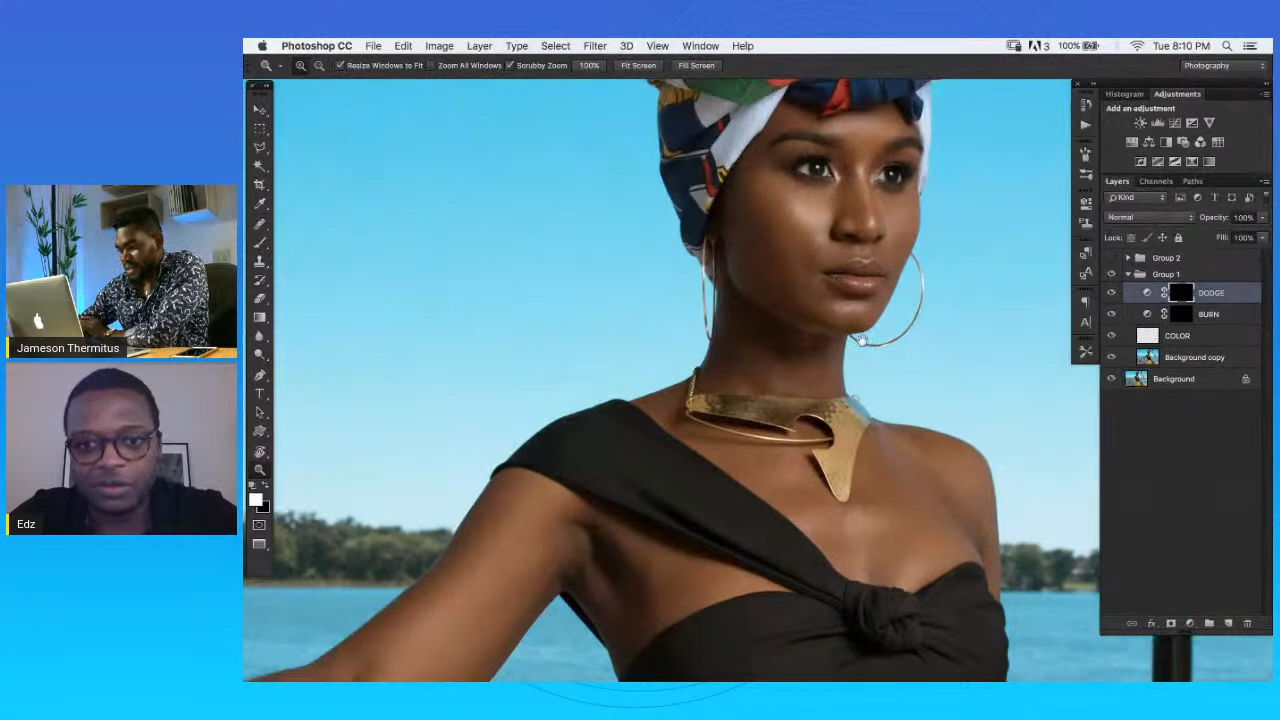 Photoshop CC File Edit Image Layer Type Select Filter 3D View Window Help 3 100% Tue 8:10 PM
Resize Windows to Fit Zoom All Windows Scrubby Zoom 100% Fit Screen Fill Screen Photography
Histogram Adjustments
Add an adjustment
Layers Channels Paths
Kind
Normal Opacity: 100%
Lock: Fill: 100%
Group 2
Group 1
DODGE
BURN
COLOR
Background copy
Background
Jameson Thermitus
Edz